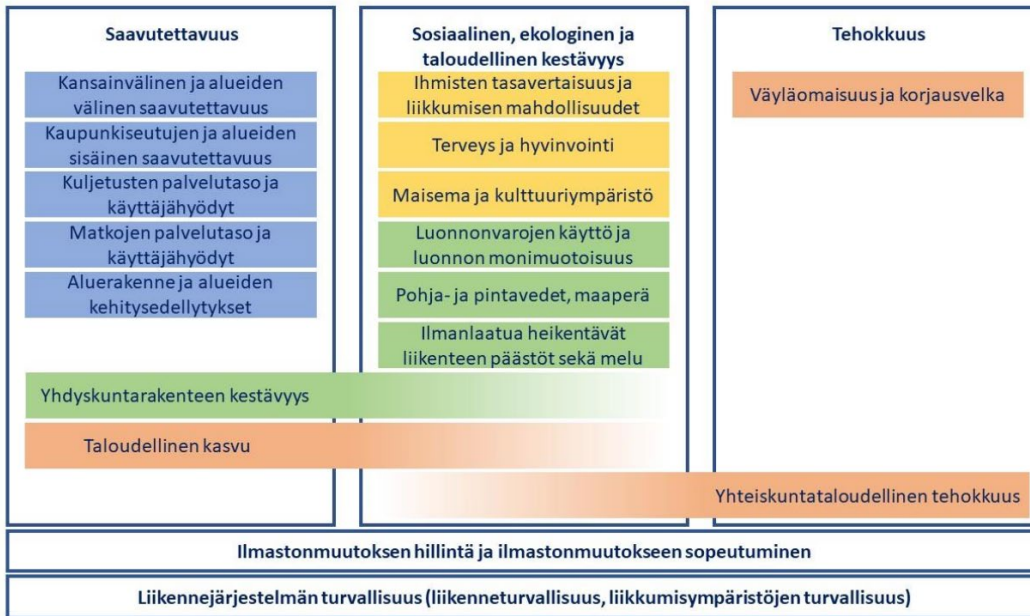 Saavutettavuus
Kansainvälinen ja alueiden
välinen saavutettavuus
Kaupunkiseutujen ja alueiden
sisäinen saavutettavuus
Kuljetusten palvelutaso ja
käyttäjähyödyt
Matkojen palvelutaso ja
käyttäjähyödyt
Aluerakenne ja alueiden
kehitysedellytykset
Sosiaalinen, ekologinen ja
taloudellinen kestävyys
Ihmisten tasavertaisuus ja
liikkumisen mahdollisuudet
Terveys ja hyvinvointi
Maisema ja kulttuuriympäristö
Luonnonvarojen käyttö ja
luonnon monimuotoisuus
Pohja- ja pintavedet, maaperä
Ilmanlaatua heikentävät
liikenteen päästöt sekä melu
Tehokkuus
Väyläomaisuus ja korjausvelka
Yhdyskuntarakenteen kestävyys
Taloudellinen kasvu
Yhteiskuntataloudellinen tehokkuus
Ilmastonmuutoksen hillintä ja ilmastonmuutokseen sopeutuminen
Liikennejärjestelmän turvallisuus (liikenneturvallisuus, liikkumisympäristöjen turvallisuus)